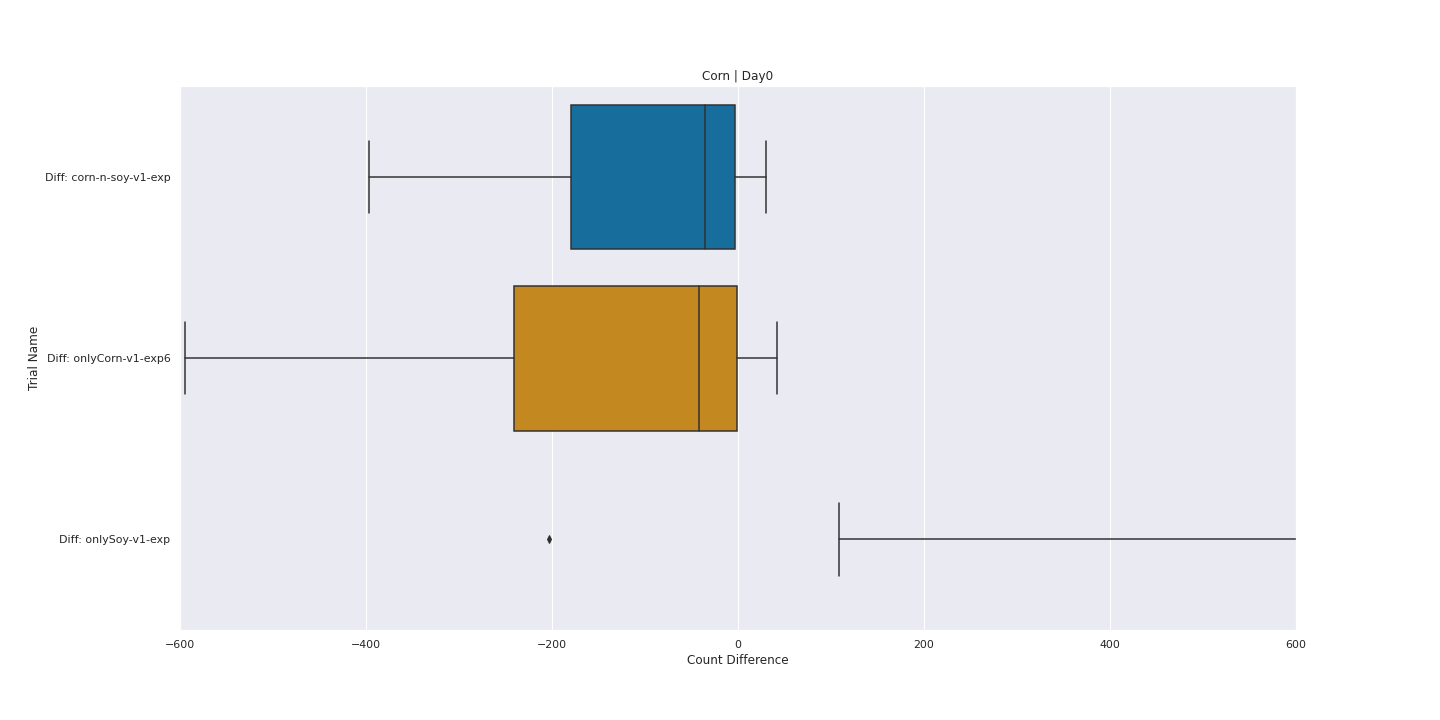 Corn | Day0
Trial Name
Diff: corn-n-soy-v1-exp
Diff: onlyCorn-v1-exp6
Diff: onlySoy-v1-exp
−600
−400
−200
0
200
400
600
Count Difference